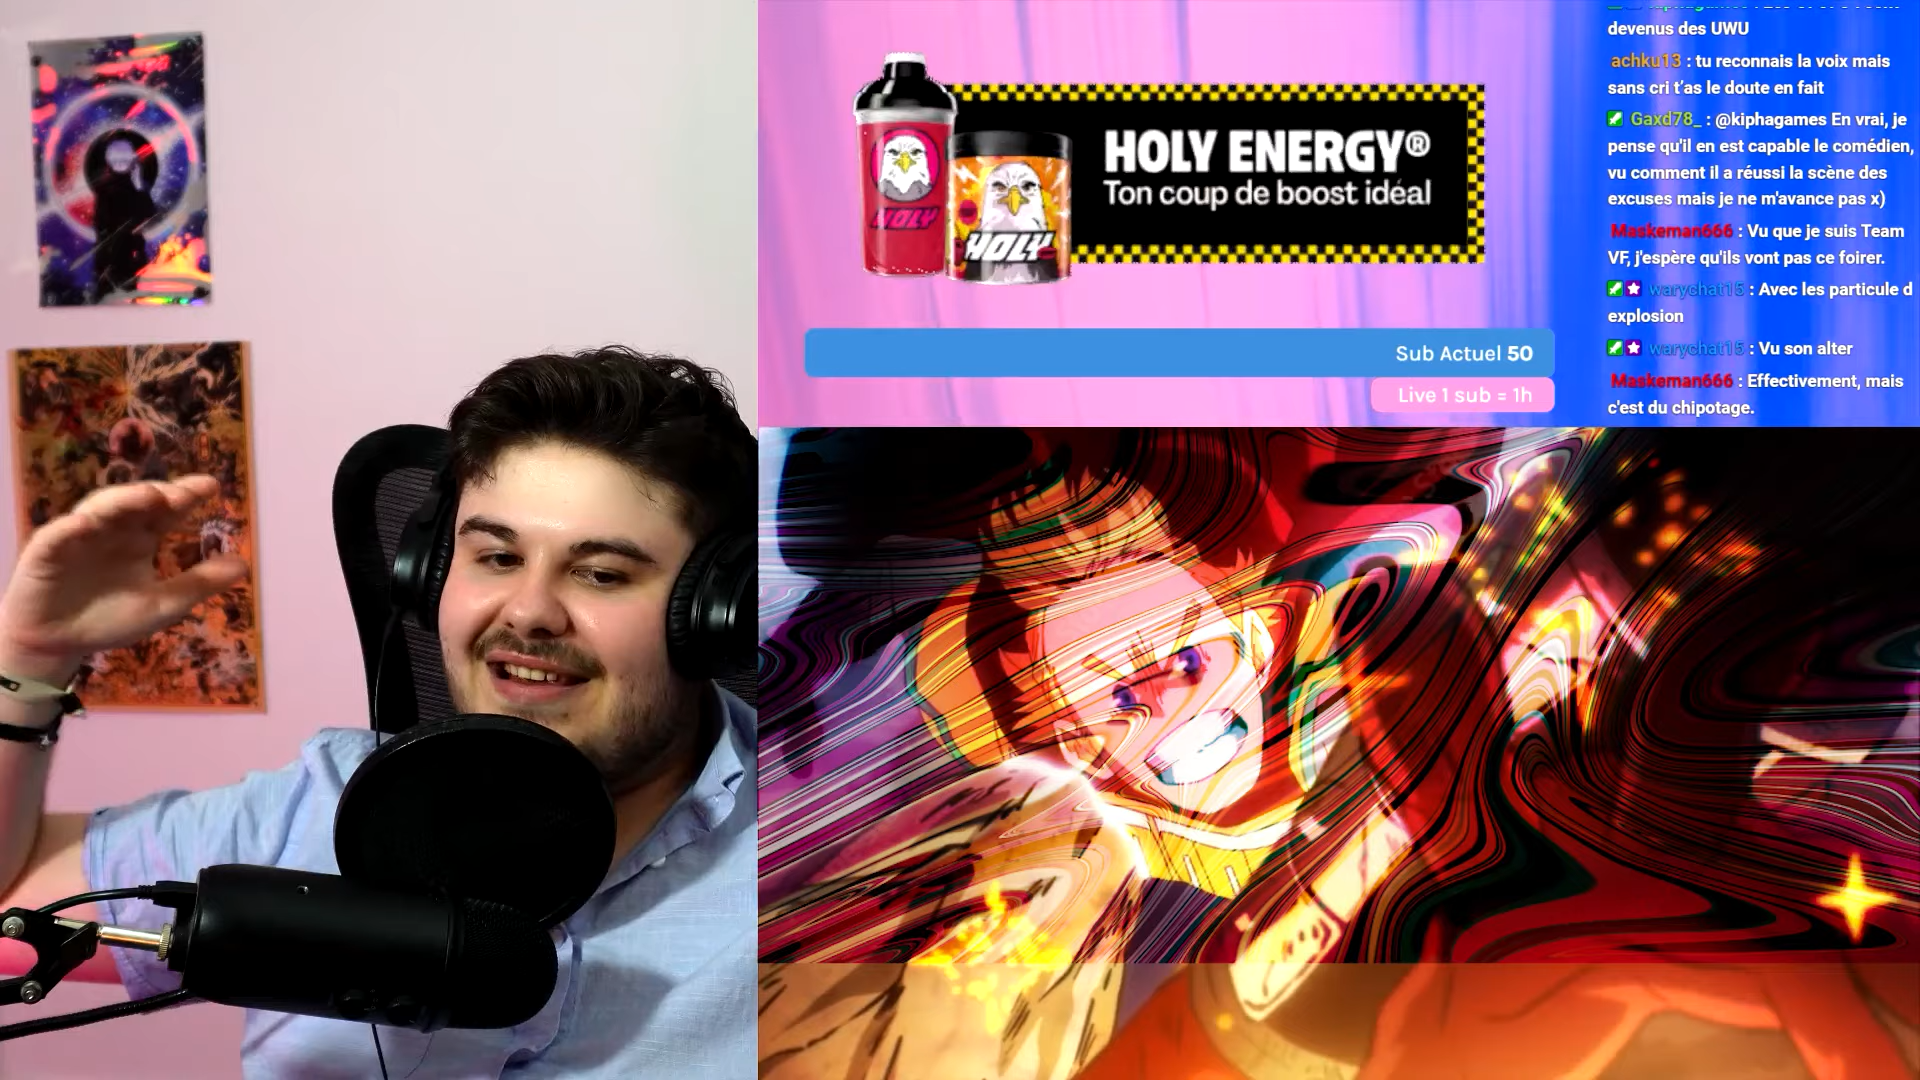 HOLY ENERGY®
Ton coup de boost idéal
HOLY
HOLY
Sub Actuel 50
Live 1 sub = 1h
devenus des UWU
achku13 : tu reconnais la voix mais
sans cri t'as le doute en fait
Gaxd78_ : @kiphagames En vrai, je
pense qu'il en est capable le comédien,
vu comment il a réussi la scène des
excuses mais je ne m'avance pas x)
Maskeman666 : Vu que je suis Team
VF, j'espère qu'ils vont pas ce foirer.
warychat15 : Avec les particule d
explosion
warychat15 : Vu son alter
Maskeman666 : Effectivement, mais
c'est du chipotage.